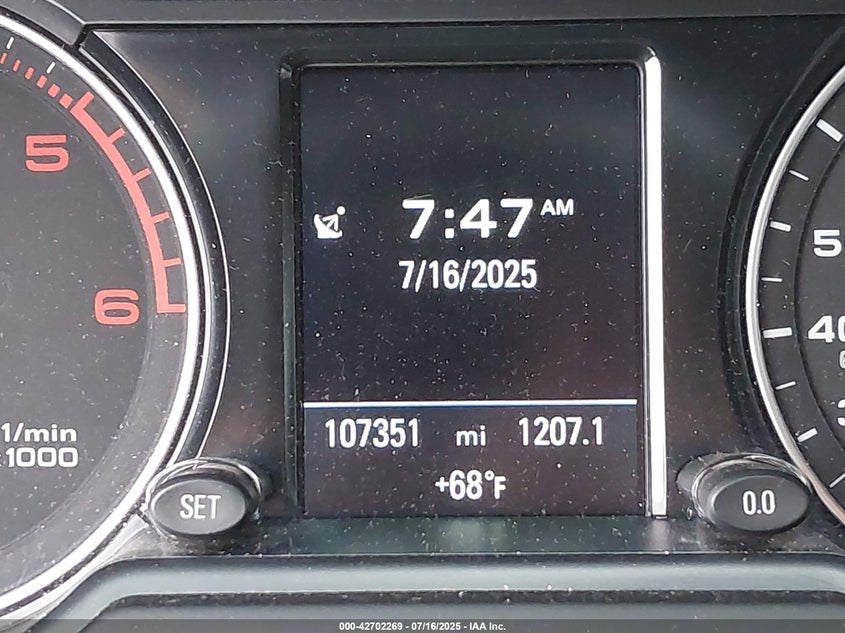 5
6
1/min
x1000
7:47 AM
7/16/2025
107351 mi 1207.1
+68°F
SET
0.0
5
40
000-42702269 - 07/16/2025 - IAA Inc.